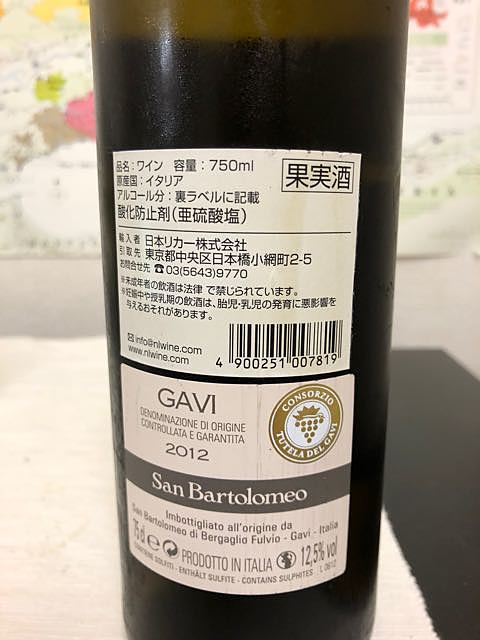 品名：ワイン 容量：750ml
原産国：イタリア
アルコール分：裏ラベルに記載
酸化防止剤(亜硫酸塩)
果実酒
輸入者 日本リカー株式会社
引取先 東京都中央区日本橋小網町2-5
お問合せ先 ☎03(5643)9770
※未成年者の飲酒は法律で禁じられています。
※妊娠中や授乳期の飲酒は、胎児・乳児の発育に悪影響を
与えるおそれがあります。
✉info@nlwine.com
www.nlwine.com
4 900251 007819
GAVI
DENOMINAZIONE DI ORIGINE
CONTROLLATA E GARANTITA
2012
CONSORZIO
TUTELA DEL GAVI
San Bartolomeo
Imbottigliato all'origine da
San Bartolomeo di Bergaglio Fulvio - Gavi - Italia
75 cl e PRODOTTO IN ITALIA 12,5% vol
CONTIENE SOLFITI - ENTHÄLT SULFITE - CONTAINS SULPHITES